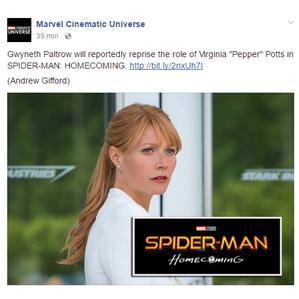 MARVEL CINEMATIC
UNIVERSE
Marvel Cinematic Universe
35 min ·
Gwyneth Paltrow will reportedly reprise the role of Virginia "Pepper" Potts in
SPIDER-MAN: HOMECOMING. http://bit.ly/2nxUh7l
(Andrew Gifford)
USTRIES
STARK IN
MARVEL STUDIOS
SPIDER-MAN
HOMECOMING